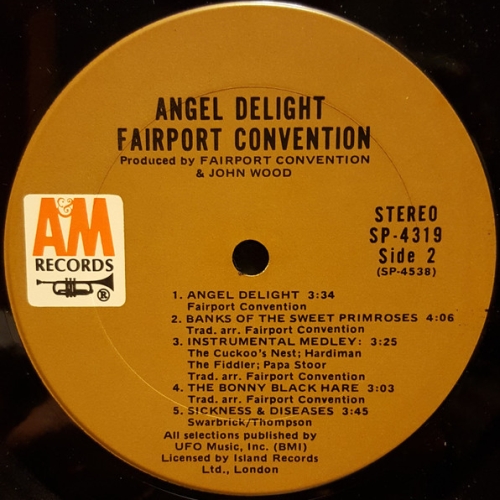 ANGEL DELIGHT
FAIRPORT CONVENTION
Produced by FAIRPORT CONVENTION
& JOHN WOOD
A&M
RECORDS
®
STEREO
SP-4319
Side 2
(SP-4538)
1. ANGEL DELIGHT 3:34
Fairport Convention
2. BANKS OF THE SWEET PRIMROSES 4:06
Trad. arr. Fairport Convention
3. INSTRUMENTAL MEDLEY: 3:25
The Cuckoo's Nest; Hardiman
The Fiddler; Papa Stoor
Trad. arr. Fairport Convention
4. THE BONNY BLACK HARE 3:03
Trad. arr. Fairport Convention
5. SICKNESS & DISEASES 3:45
Swarbrick/Thompson
All selections published by
UFO Music, Inc. (BMI)
Licensed by Island Records
Ltd., London